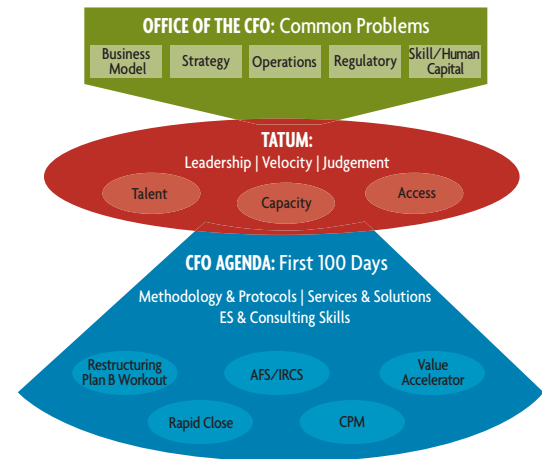 OFFICE OF THE CFO: Common Problems
Business
Model
Strategy
Operations
Regulatory
Skill/Human
Capital
TATUM:
Leadership | Velocity | Judgement
Talent
Capacity
Access
CFO AGENDA: First 100 Days
Methodology & Protocols | Services & Solutions
ES & Consulting Skills
Restructuring
Plan B Workout
AFS/IRCS
Value
Accelerator
Rapid Close
CPM